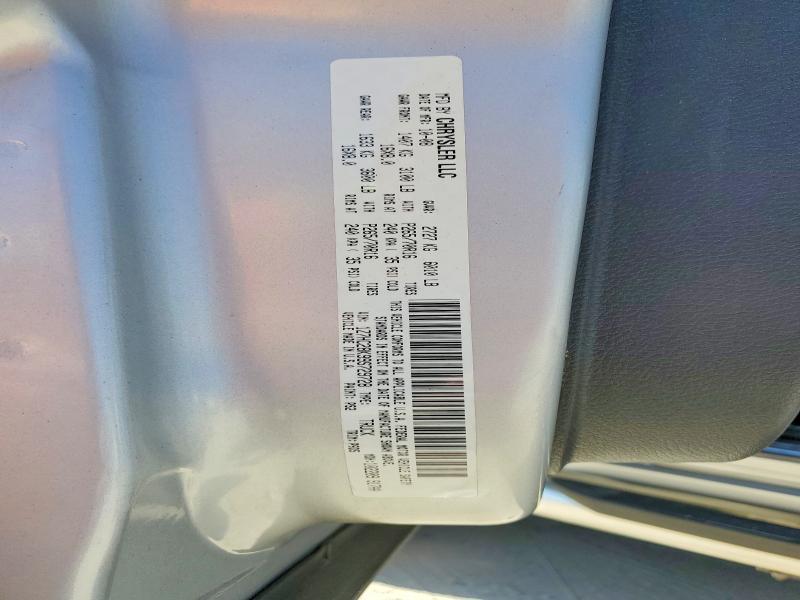 MFD BY CHRYSLER LLC
DATE OF MFR: 10-08 GVWR: 2727 KG 6010 LB
GAWR FRONT: 1407 KG 3100 LB WITH P265/70R16 TIRES
16X8.0 RIMS AT 240 KPA / 35 PSI COLD
GAWR REAR: 1633 KG 3600 LB WITH P265/70R16 TIRES
16X8.0 RIMS AT 240 KPA / 35 PSI COLD
THIS VEHICLE CONFORMS TO ALL APPLICABLE U.S.A. FEDERAL MOTOR VEHICLE SAFETY
STANDARDS IN EFFECT ON THE DATE OF MANUFACTURE SHOWN ABOVE.
VIN: TYPE: TRUCK
VEHICLE MADE IN U.S.A. PAINT: TRIM: